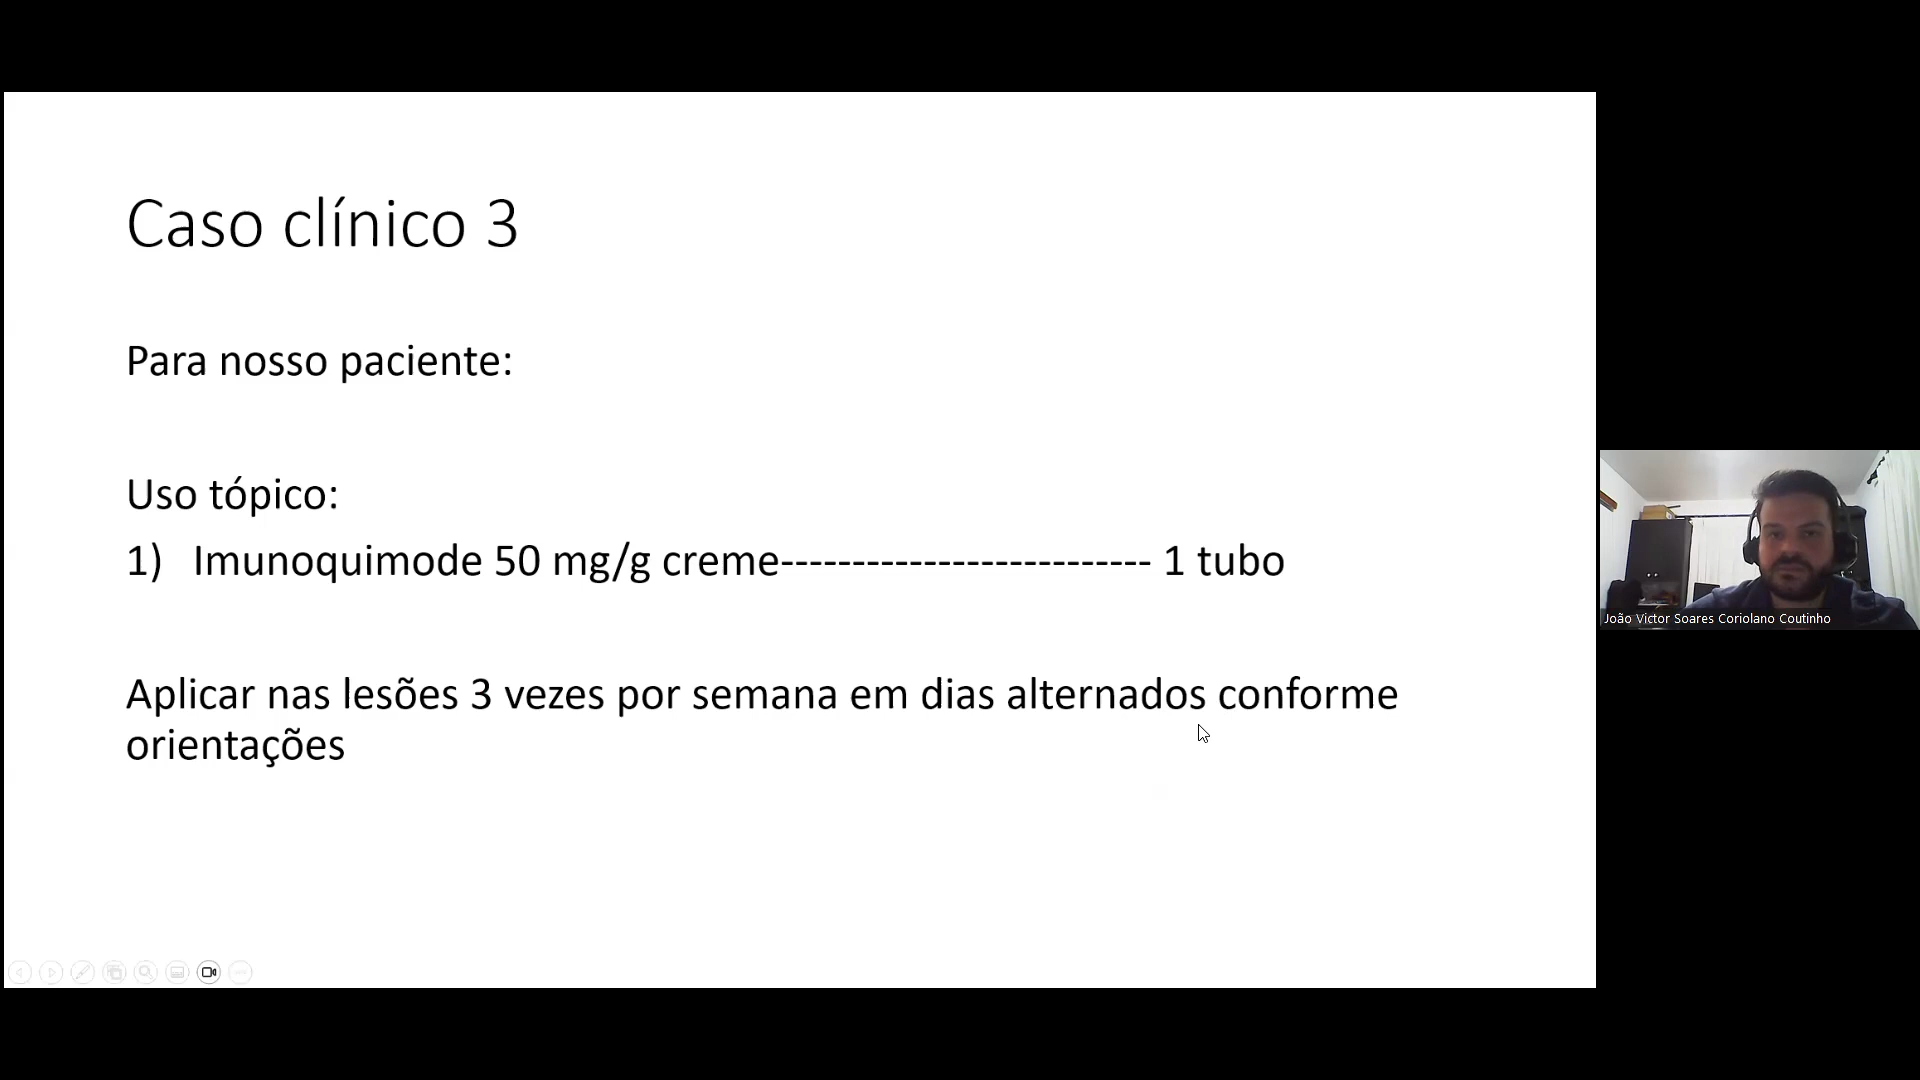 Caso clínico 3
Para nosso paciente:
Uso tópico:
1) Imunoquimode 50 mg/g creme-------------------------- 1 tubo
Aplicar nas lesões 3 vezes por semana em dias alternados conforme
orientações
João Victor Soares Coriolano Coutinho